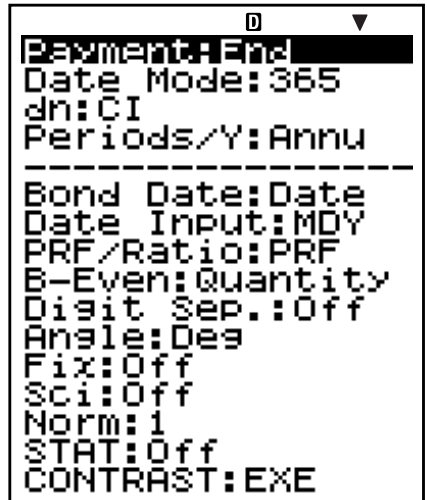 D ▼
Payment:End
Date Mode:365
dn:CI
Periods/Y:Annu
Bond Date:Date
Date Input:MDY
PRF/Ratio:PRF
B-Even:Quantity
Digit Sep.:Off
Angle:Deg
Fix:Off
Sci:Off
Norm:1
STAT:Off
CONTRAST:EXE